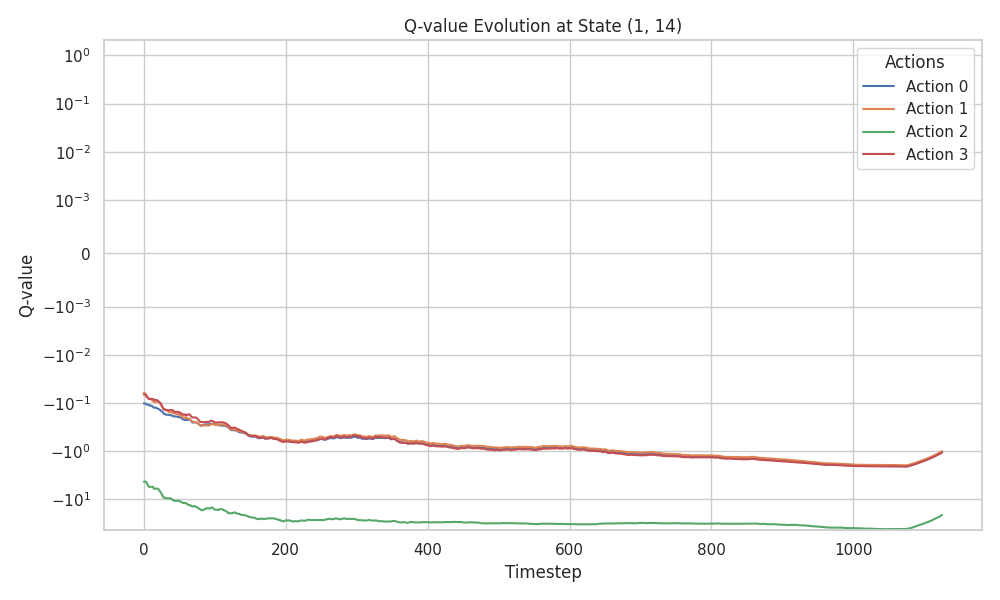 Q-value Evolution at State (1, 14)
Q-value
10⁰
10⁻¹
10⁻²
10⁻³
0
−10⁻³
−10⁻²
−10⁻¹
−10⁰
−10¹
Actions
Action 0
Action 1
Action 2
Action 3
0 200 400 600 800 1000
Timestep